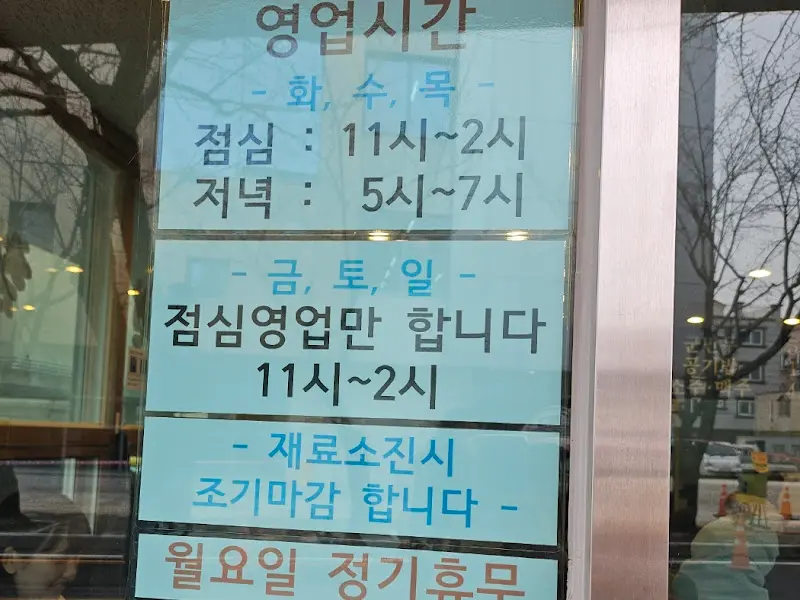 영업시간
- 화, 수, 목 -
점심 : 11시~2시
저녁 : 5시~7시
- 금, 토, 일 -
점심영업만 합니다
11시~2시
- 재료소진시
조기마감 합니다 -
월요일 정기휴무